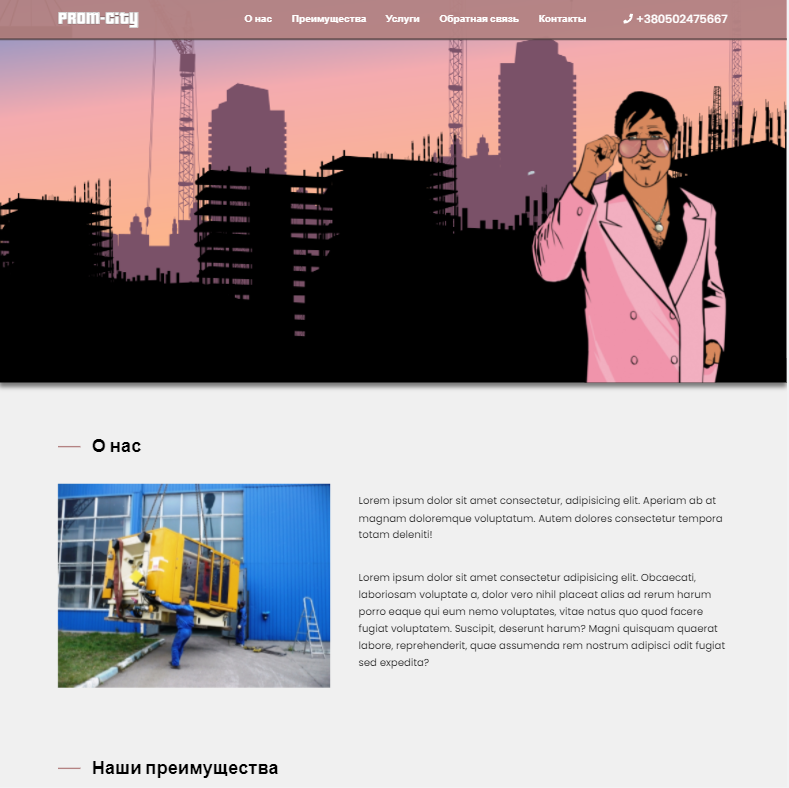 PROM-CITY
О нас Преимущества Услуги Обратная связь Контакты +380502475667
О нас
Lorem ipsum dolor sit amet consectetur, adipisicing elit. Aperiam ab at
magnam doloremque voluptatum. Autem dolores consectetur tempora
totam deleniti!
Lorem ipsum dolor sit amet consectetur adipisicing elit. Obcaecati,
laboriosam voluptate a, dolor vero nihil placeat alias ad rerum harum
porro eaque qui eum nemo voluptates, vitae natus quo quod facere
fugiat voluptatem. Suscipit, deserunt harum? Magni quisquam quaerat
labore, reprehenderit, quae assumenda rem nostrum adipisci odit fugiat
sed expedita?
Наши преимущества